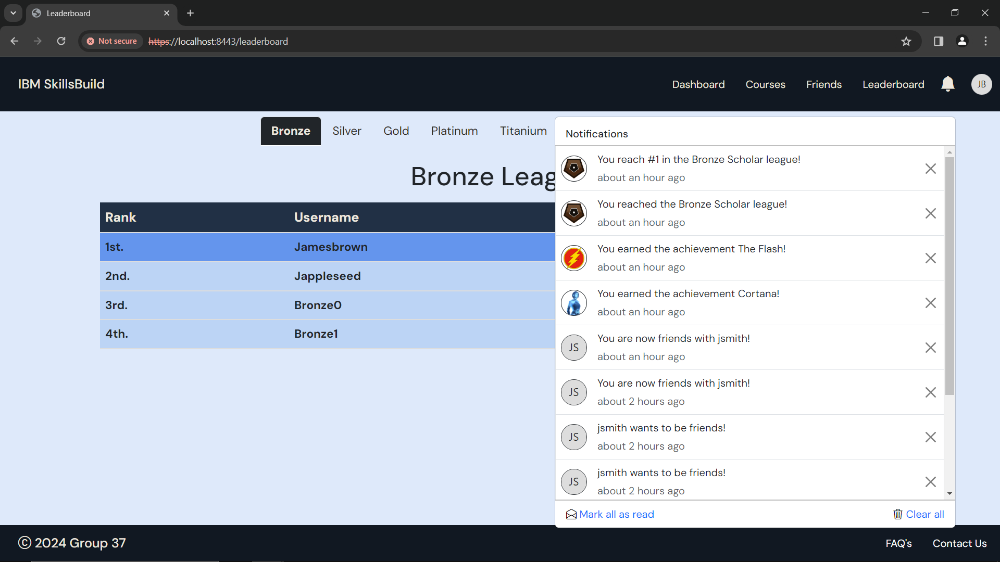 Leaderboard
Not secure https://localhost:8443/leaderboard
IBM SkillsBuild
Dashboard Courses Friends Leaderboard JB
Bronze Silver Gold Platinum Titanium
Bronze Leag
Rank Username
1st. Jamesbrown
2nd. Jappleseed
3rd. Bronze0
4th. Bronze1
Notifications
You reach #1 in the Bronze Scholar league!
about an hour ago
You reached the Bronze Scholar league!
about an hour ago
You earned the achievement The Flash!
about an hour ago
You earned the achievement Cortana!
about an hour ago
JS You are now friends with jsmith!
about an hour ago
JS You are now friends with jsmith!
about 2 hours ago
JS jsmith wants to be friends!
about 2 hours ago
JS jsmith wants to be friends!
about 2 hours ago
Mark all as read Clear all
© 2024 Group 37
FAQ's Contact Us